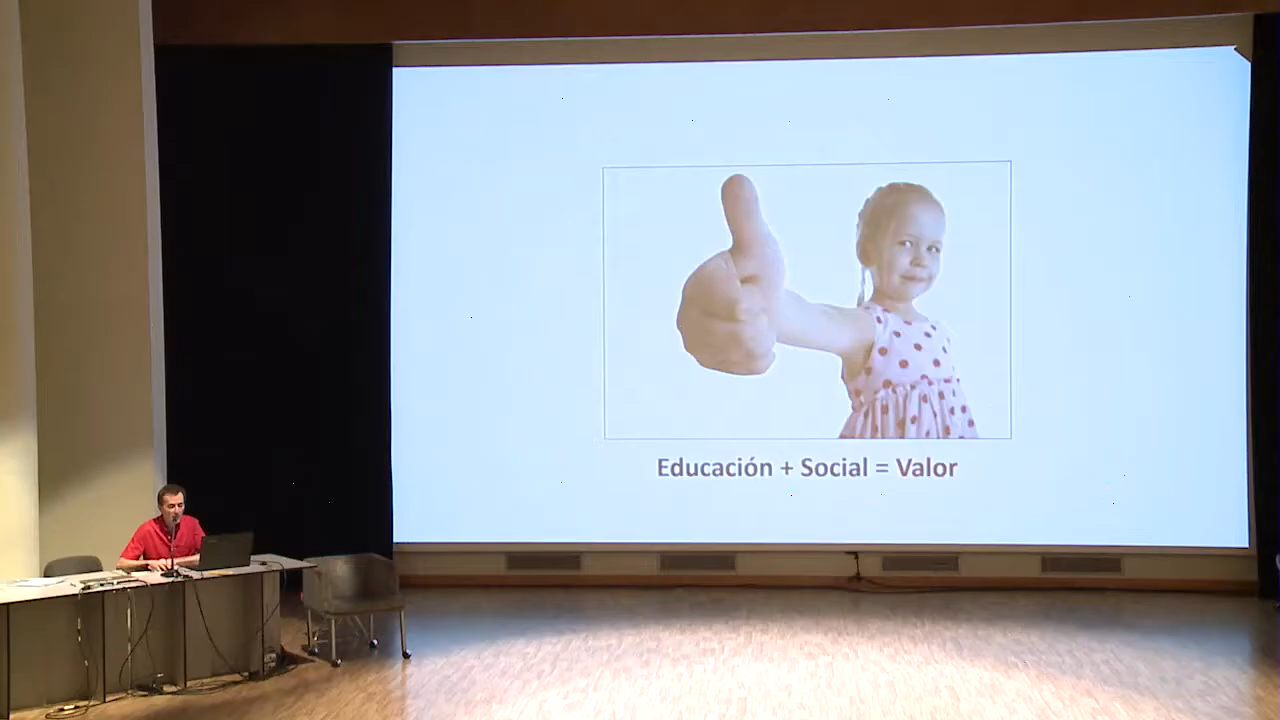 Educación + Social = Valor